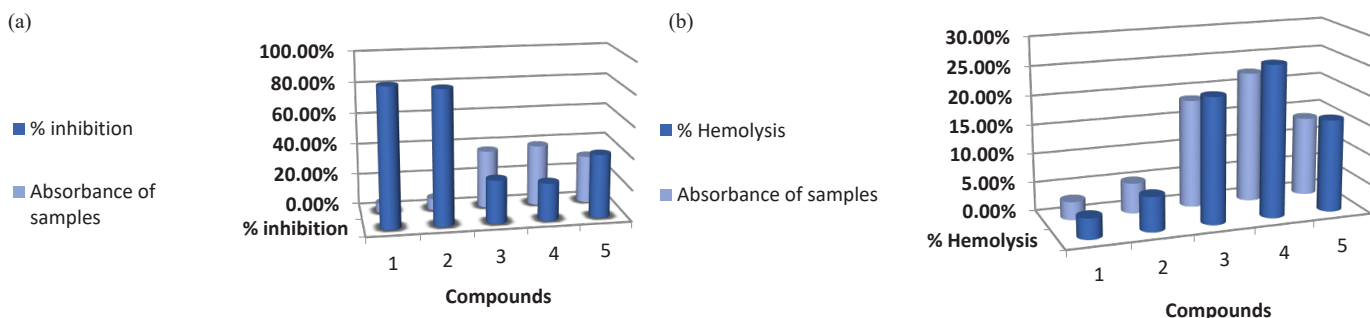 (a)
100.00%
80.00%
60.00%
40.00%
20.00%
0.00%
% inhibition
% inhibition
Absorbance of
samples
1 2 3 4 5
Compounds
(b)
30.00%
25.00%
20.00%
15.00%
10.00%
5.00%
0.00%
% Hemolysis
% Hemolysis
Absorbance of samples
1 2 3 4 5
Compounds